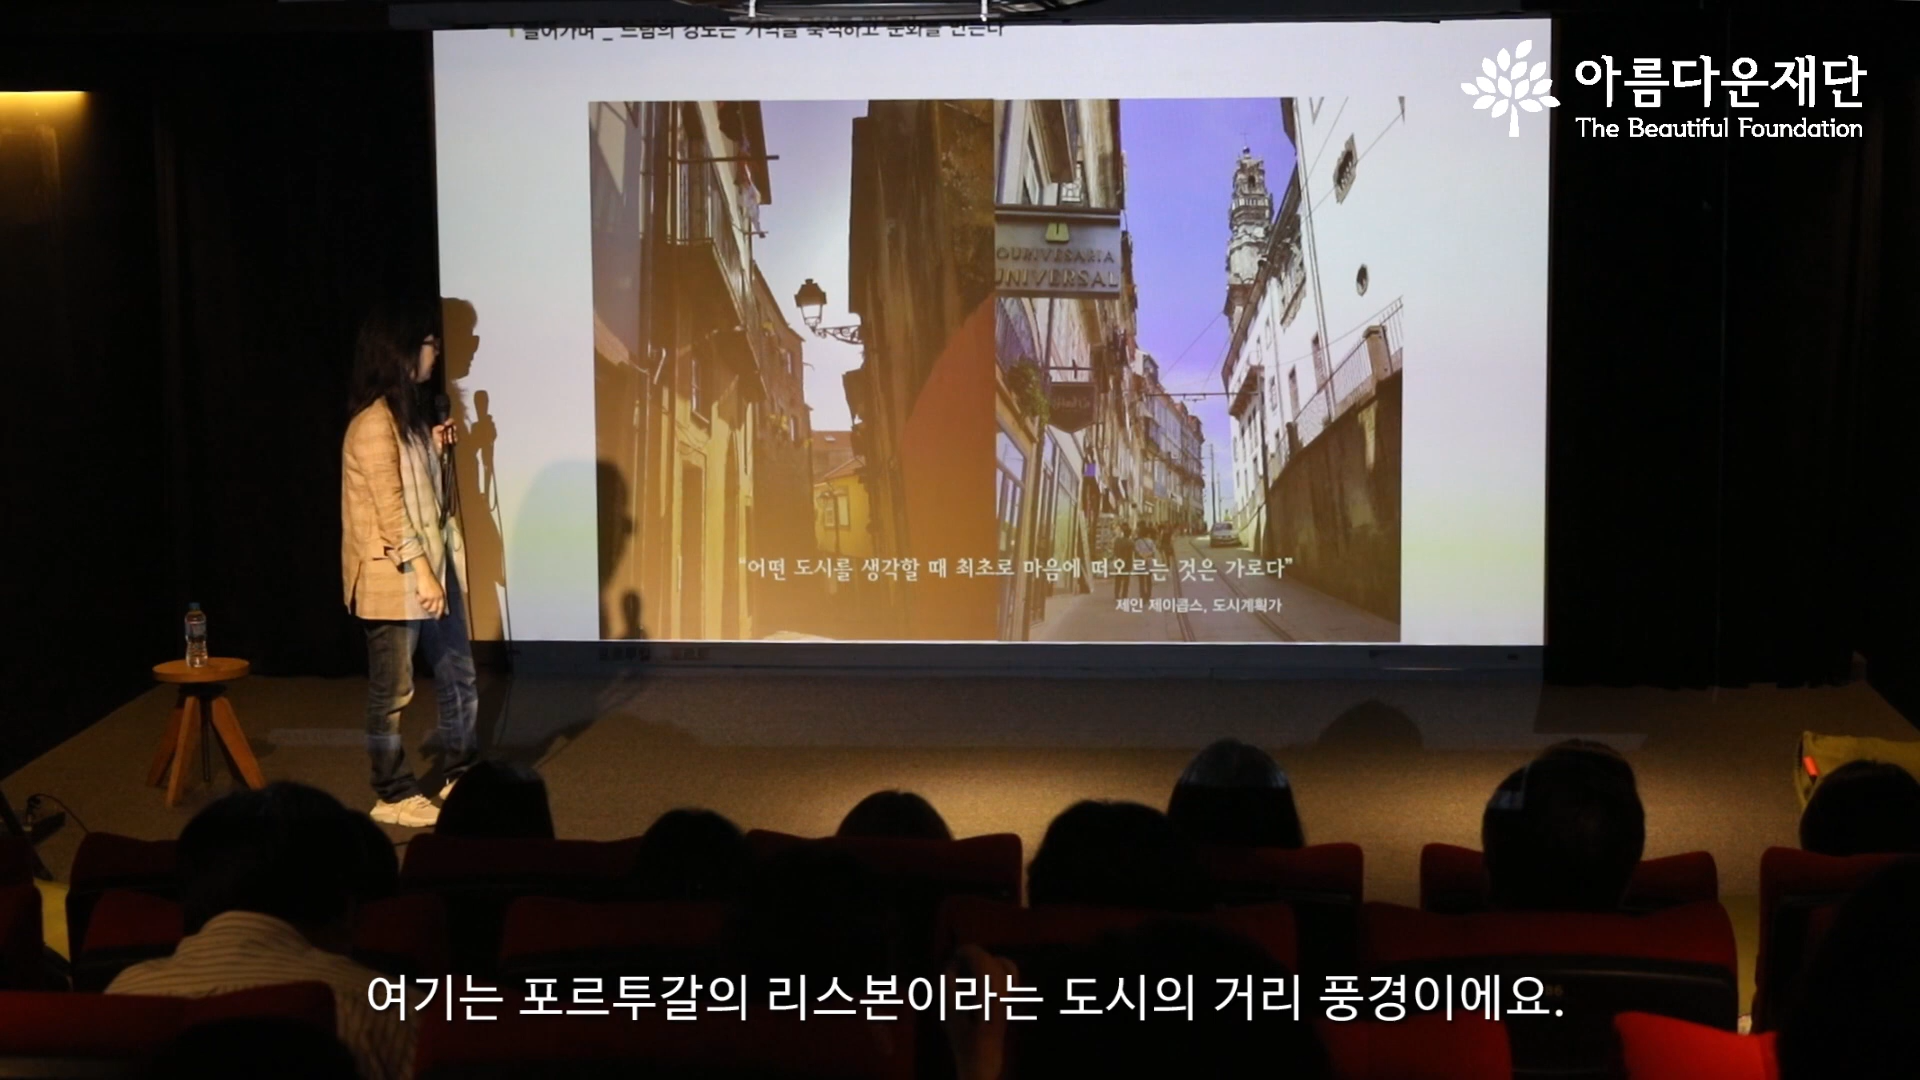 아름다운재단
The Beautiful Foundation
OURIVESARIA
UNIVERSAL
“어떤 도시를 생각할 때 최초로 마음에 떠오르는 것은 가로다”
제인 제이콥스, 도시계획가
여기는 포르투갈의 리스본이라는 도시의 거리 풍경이에요.